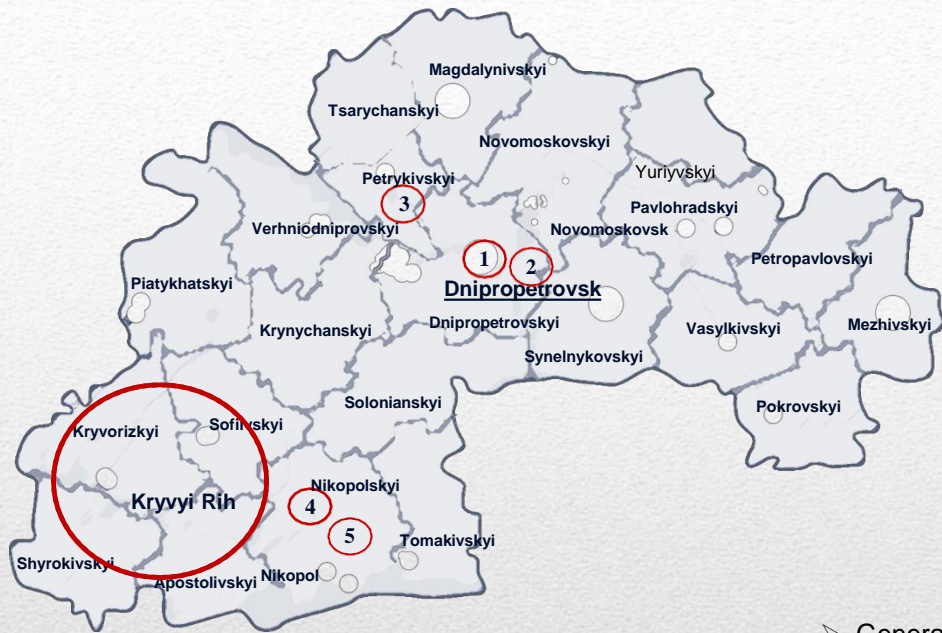 Magdalynivskyi
Tsarychanskyi
Novomoskovskyi
Petrykivskyi
Yuriyvskyi
3
Pavlohradskyi
Verhniodniprovskyi
Novomoskovsk
1
2
Petropavlovskyi
Piatykhatskyi
Dnipropetrovsk
Krynychanskyi
Dnipropetrovskyi
Vasylkivskyi
Mezhivskyi
Synelnykovskyi
Solonianskyi
Pokrovskyi
Kryvorizkyi
Sofiivskyi
Nikopolskyi
Kryvyi Rih
4
5
Tomakivskyi
Shyrokivskyi
Apostolivskyi
Nikopol